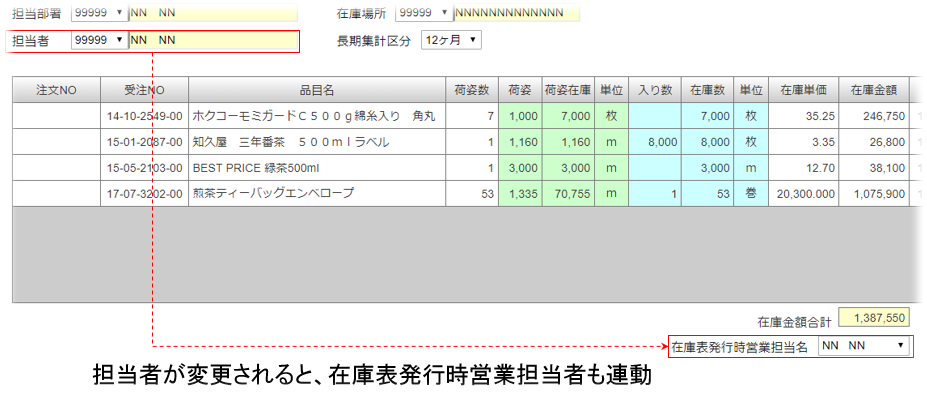 担当部署 99999 NN NN 在庫場所 99999 NNNNNNNNNNNNN
担当者 99999 NN NN 長期集計区分 12ヶ月
注文NO 受注NO 品目名 荷姿数 荷姿 荷姿在庫 単位 入り数 在庫数 単位 在庫単価 在庫金額
14-10-2549-00 ホクコーモミガードＣ５００ｇ綿糸入り 角丸 7 1,000 7,000 枚 7,000 枚 35.25 246,750
15-01-2087-00 知久屋 三年番茶 ５００ｍｌラベル 1 1,160 1,160 m 8,000 8,000 枚 3.35 26,800
15-05-2103-00 BEST PRICE 緑茶500ml 1 3,000 3,000 m 3,000 m 12.70 38,100
17-07-3202-00 煎茶ティーバッグエンベロープ 53 1,335 70,755 m 1 53 巻 20,300.000 1,075,900
在庫金額合計 1,387,550
在庫表発行時営業担当名 NN NN
担当者が変更されると、在庫表発行時営業担当者も連動